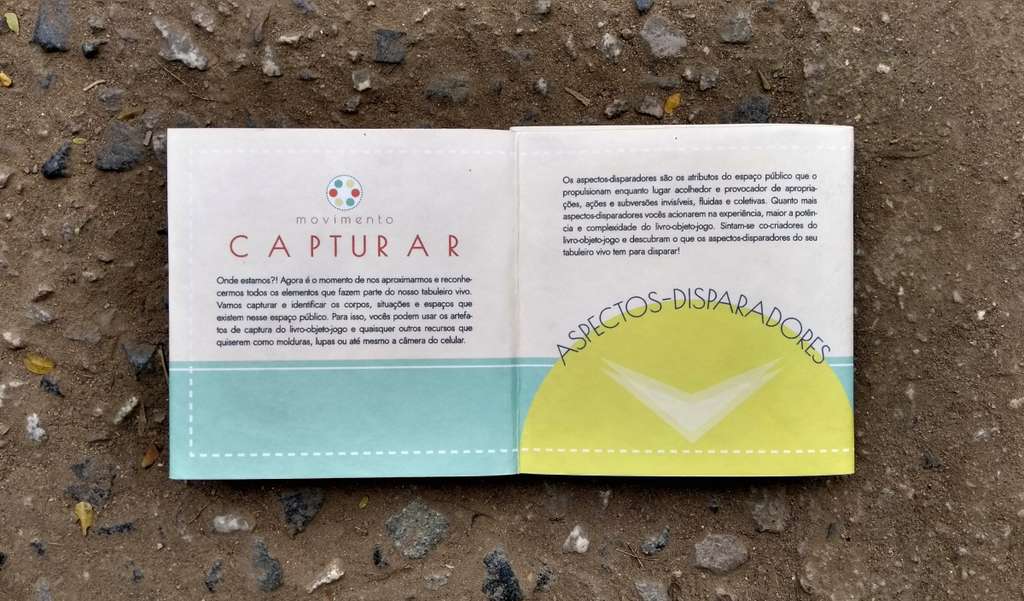 movimento
CAPTURAR
Onde estamos?! Agora é o momento de nos aproximarmos e reconhe-
cermos todos os elementos que fazem parte do nosso tabuleiro vivo.
Vamos capturar e identificar os corpos, situações e espaços que
existem nesse espaço público. Para isso, vocês podem usar os artefa-
tos de captura do livro-objeto-jogo e quaisquer outros recursos que
quiserem como molduras, lupas ou até mesmo a câmera do celular.
Os aspectos-disparadores são os atributos do espaço público que o
propulsionam enquanto lugar acolhedor e provocador de apropria-
ções, ações e subversões invisíveis, fluidas e coletivas. Quanto mais
aspectos-disparadores vocês acionarem na experiência, maior a potên-
cia e complexidade do livro-objeto-jogo. Sintam-se co-criadores do
livro-objeto-jogo e descubram o que os aspectos-disparadores do seu
tabuleiro vivo tem para disparar!
ASPECTOS-DISPARADORES